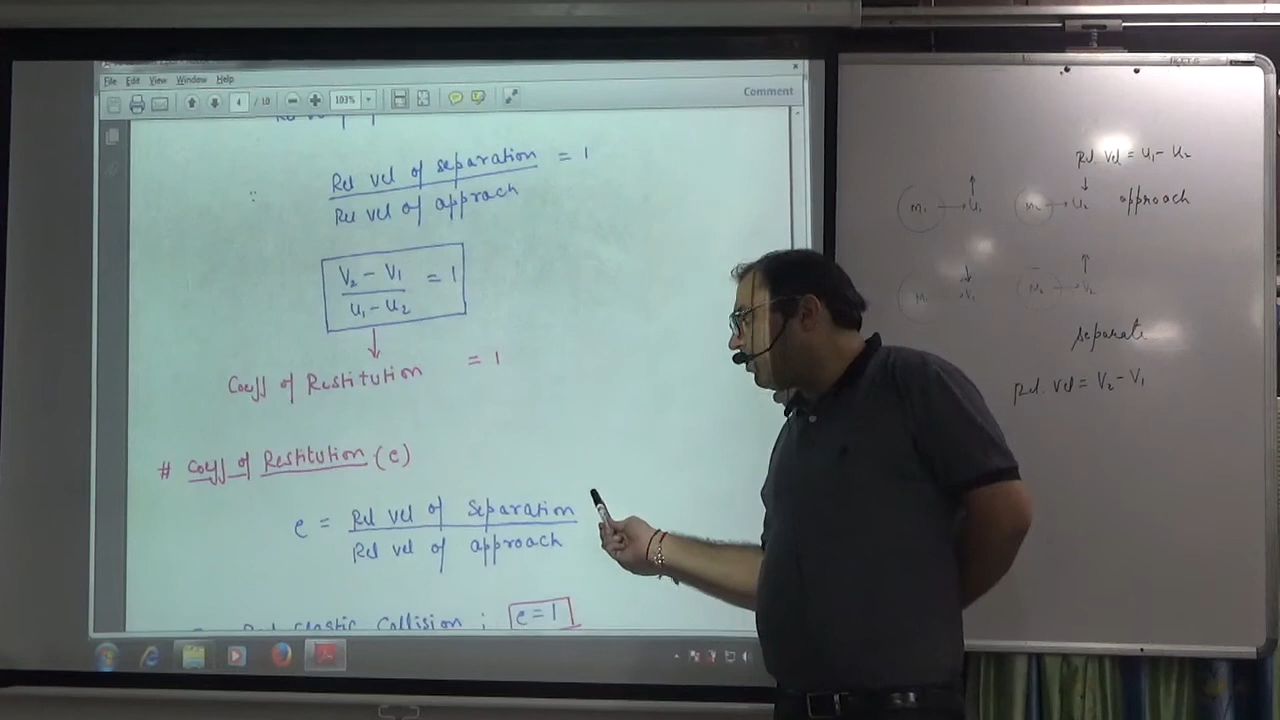 File Edit View Window Help
4 / 10 103% Comment
Rel vel of separation = 1
Rel vel of approach
∵
V₂ - V₁ = 1
u₁ - u₂
Coeff of Restitution = 1
# Coeff of Restitution (e)
e = Rel vel of separation
Rel vel of approach
Elastic Collision ; e = 1
Rel. Vel = u₁ - u₂
m₁ u₁ m₂ u₂ approach
V₁ V₂
separate
Rel. Vel = V₂ - V₁